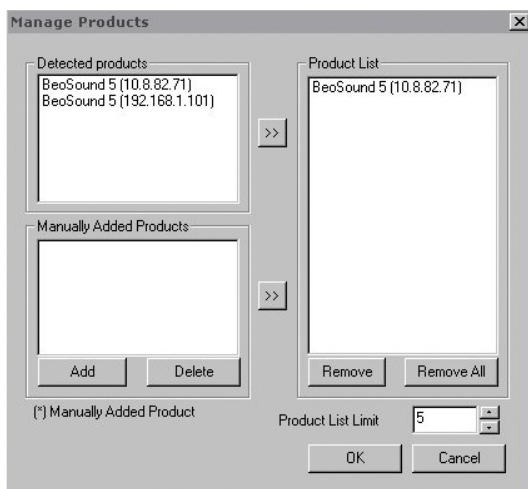 Manage Products
Detected products
BeoSound 5 (10.8.82.71)
BeoSound 5 (192.168.1.101)
>>
Manually Added Products
>>
Add
Delete
(*) Manually Added Product
Product List
BeoSound 5 (10.8.82.71)
Remove
Remove All
Product List Limit
5
OK
Cancel